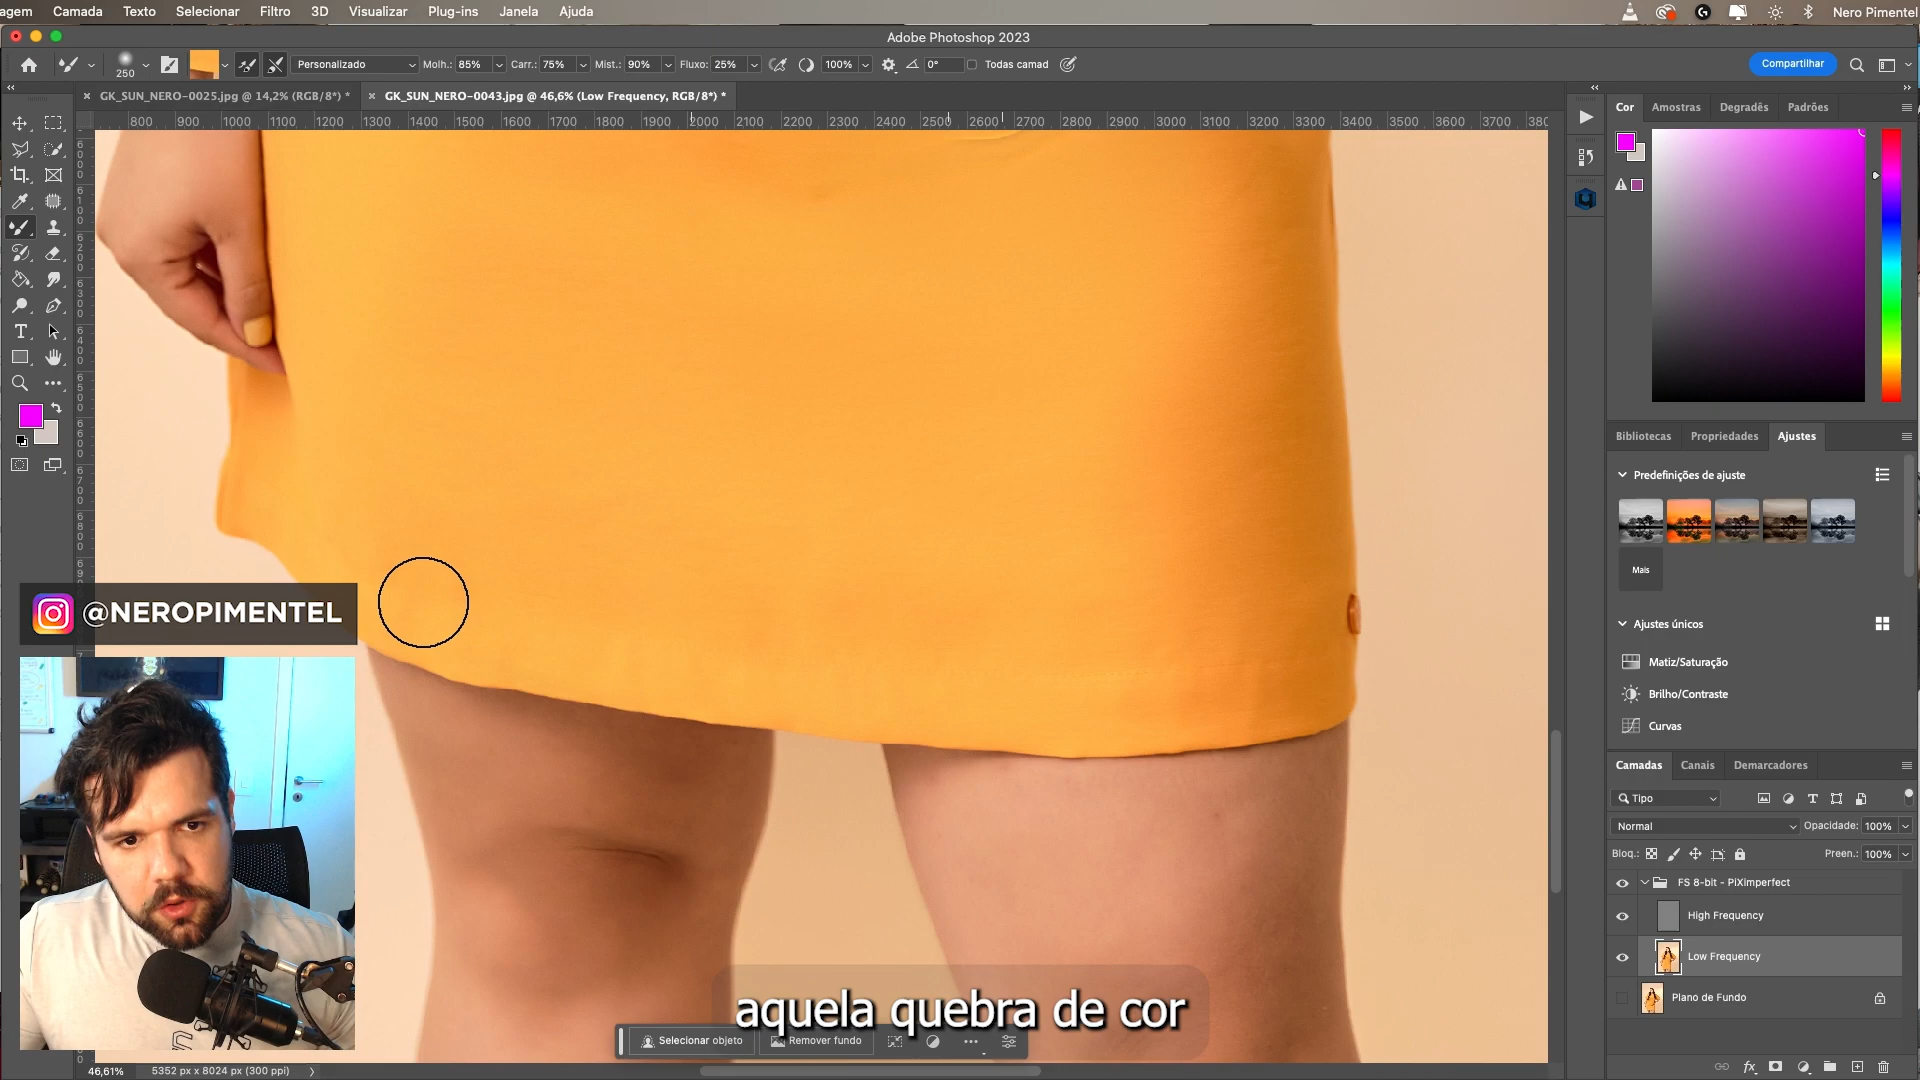 agem Camada Texto Selecionar Filtro 3D Visualizar Plug-ins Janela Ajuda Nero Pimentel
Adobe Photoshop 2023
250 Personalizado Molh.: 85% Carr.: 75% Mist.: 90% Fluxo: 25% 100% 0° Todas camad Compartilhar
GK_SUN_NERO-0025.jpg @ 14,2% (RGB/8*) * GK_SUN_NERO-0043.jpg @ 46,6% (Low Frequency, RGB/8*) *
800 900 1000 1100 1200 1300 1400 1500 1600 1700 1800 1900 2000 2100 2200 2300 2400 2500 2600 2700 2800 2900 3000 3100 3200 3300 3400 3500 3600 3700
Cor Amostras Degradês Padrões
Bibliotecas Propriedades Ajustes
Predefinições de ajuste
Mais
Ajustes únicos
Matiz/Saturação
Brilho/Contraste
Curvas
Camadas Canais Demarcadores
Tipo
Normal Opacidade: 100%
Bloq.: Preen.: 100%
FS 8-bit - PiXimperfect
High Frequency
Low Frequency
Plano de Fundo
@NEROPIMENTEL
aquela quebra de cor
Selecionar objeto Remover fundo
46,61% 5352 px x 8024 px (300 ppi)